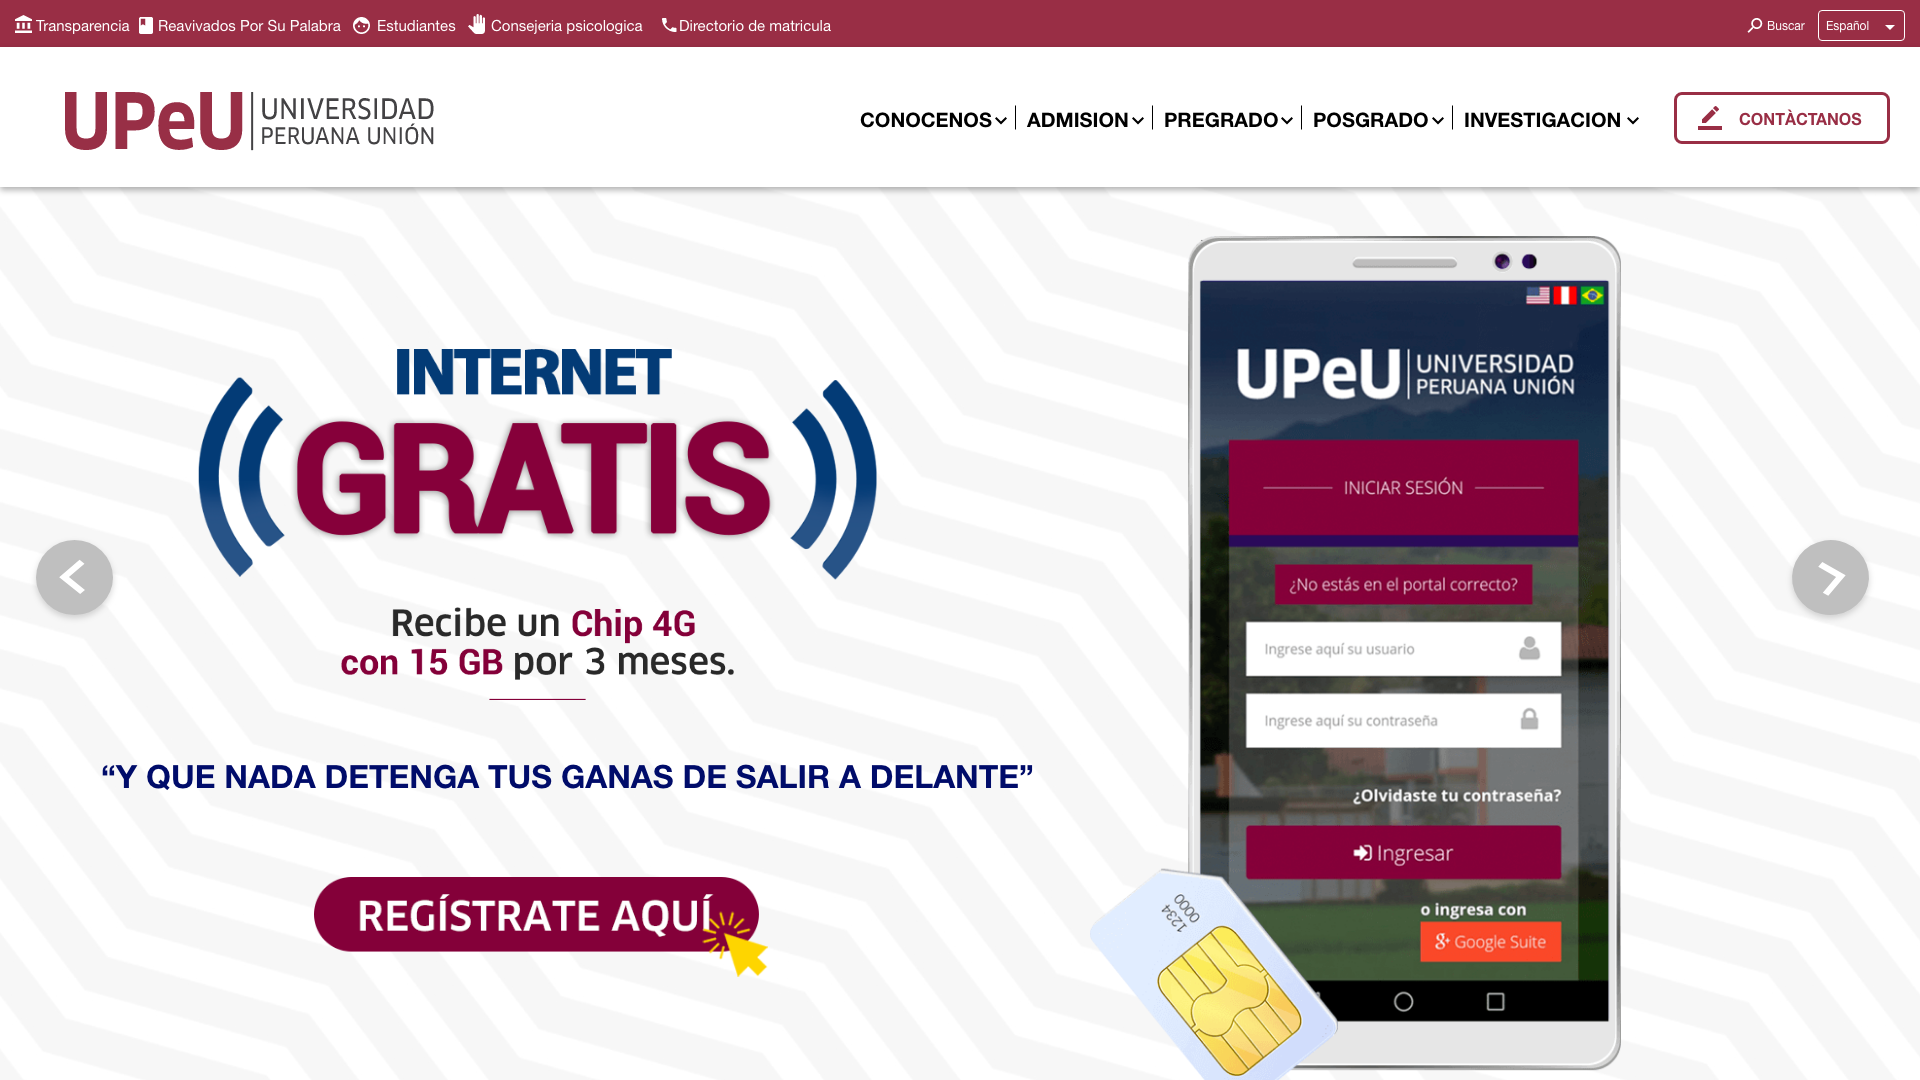 Transparencia Reavivados Por Su Palabra Estudiantes Consejeria psicologica Directorio de matricula Buscar Español
UPeU UNIVERSIDAD
PERUANA UNIÓN
CONOCENOS ADMISION PREGRADO POSGRADO INVESTIGACION CONTÀCTANOS
INTERNET
GRATIS
Recibe un Chip 4G
con 15 GB por 3 meses.
“Y QUE NADA DETENGA TUS GANAS DE SALIR A DELANTE”
REGÍSTRATE AQUÍ
UPeU UNIVERSIDAD
PERUANA UNIÓN
INICIAR SESIÓN
¿No estás en el portal correcto?
Ingrese aquí su usuario
Ingrese aquí su contraseña
¿Olvidaste tu contraseña?
Ingresar
o ingresa con
g+ Google Suite
0000
1234